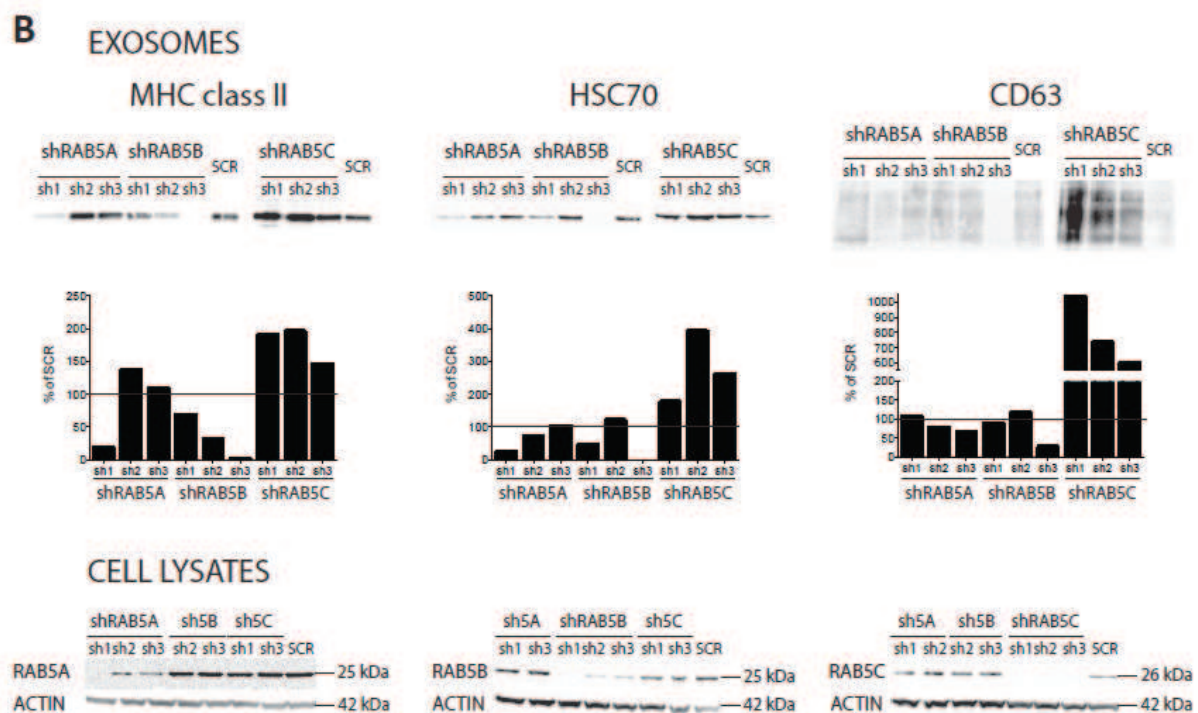 B
EXOSOMES
MHC class II HSC70 CD63
shRAB5A shRAB5B SCR shRAB5C SCR
sh1 sh2 sh3 sh1 sh2 sh3 sh1 sh2 sh3
shRAB5A shRAB5B SCR shRAB5C SCR
sh1 sh2 sh3 sh1 sh2 sh3 sh1 sh2 sh3
shRAB5A shRAB5B SCR shRAB5C SCR
sh1 sh2 sh3 sh1 sh2 sh3 sh1 sh2 sh3
% of SCR
250
200
150
100
50
0
sh1 sh2 sh3 sh1 sh2 sh3 sh1 sh2 sh3
shRAB5A shRAB5B shRAB5C
% of SCR
500
400
300
200
100
0
sh1 sh2 sh3 sh1 sh2 sh3 sh1 sh2 sh3
shRAB5A shRAB5B shRAB5C
% of SCR
1000
900
800
700
600
200
150
100
50
0
sh1 sh2 sh3 sh1 sh2 sh3 sh1 sh2 sh3
shRAB5A shRAB5B shRAB5C
CELL LYSATES
shRAB5A sh5B sh5C
sh1 sh2 sh3 sh1 sh3 sh1 sh3 SCR
RAB5A 25 kDa
ACTIN 42 kDa
sh5A shRAB5B sh5C
sh1 sh3 sh1 sh2 sh3 sh1 sh3 SCR
RAB5B 25 kDa
ACTIN 42 kDa
sh5A sh5B shRAB5C
sh1 sh2 sh2 sh3 sh1 sh2 sh3 SCR
RAB5C 26 kDa
ACTIN 42 kDa